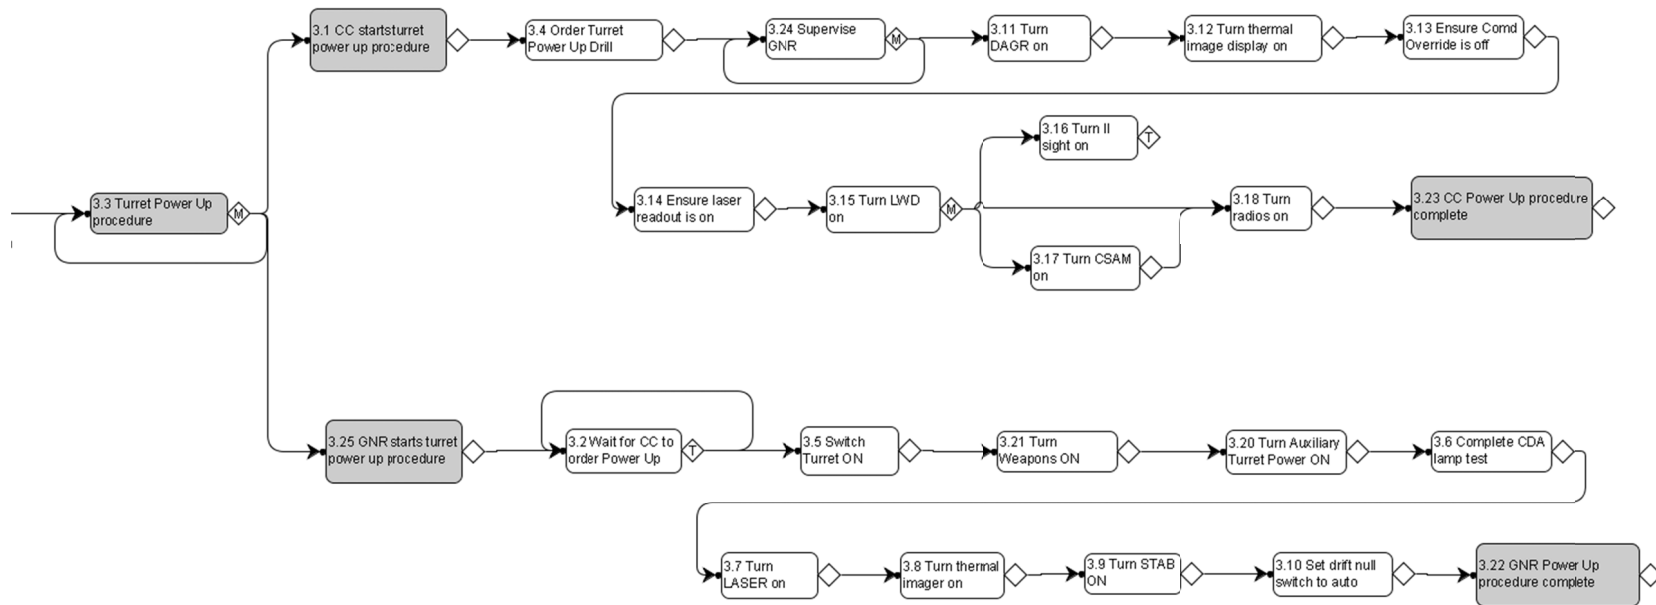 3.1 CC startsturret
power up procedure
3.4 Order Turret
Power Up Drill
3.24 Supervise
GNR
M
3.11 Turn
DAGR on
3.12 Turn thermal
image display on
3.13 Ensure Comd
Override is off
3.16 Turn II
sight on
T
3.3 Turret Power Up
procedure
M
3.14 Ensure laser
readout is on
3.15 Turn LWD
on
M
3.18 Turn
radios on
3.23 CC Power Up procedure
complete
3.17 Turn CSAM
on
3.25 GNR starts turret
power up procedure
3.2 Wait for CC to
order Power Up
T
3.5 Switch
Turret ON
3.21 Turn
Weapons ON
3.20 Turn Auxiliary
Turret Power ON
3.6 Complete CDA
lamp test
3.7 Turn
LASER on
3.8 Turn thermal
imager on
3.9 Turn STAB
ON
3.10 Set drift null
switch to auto
3.22 GNR Power Up
procedure complete